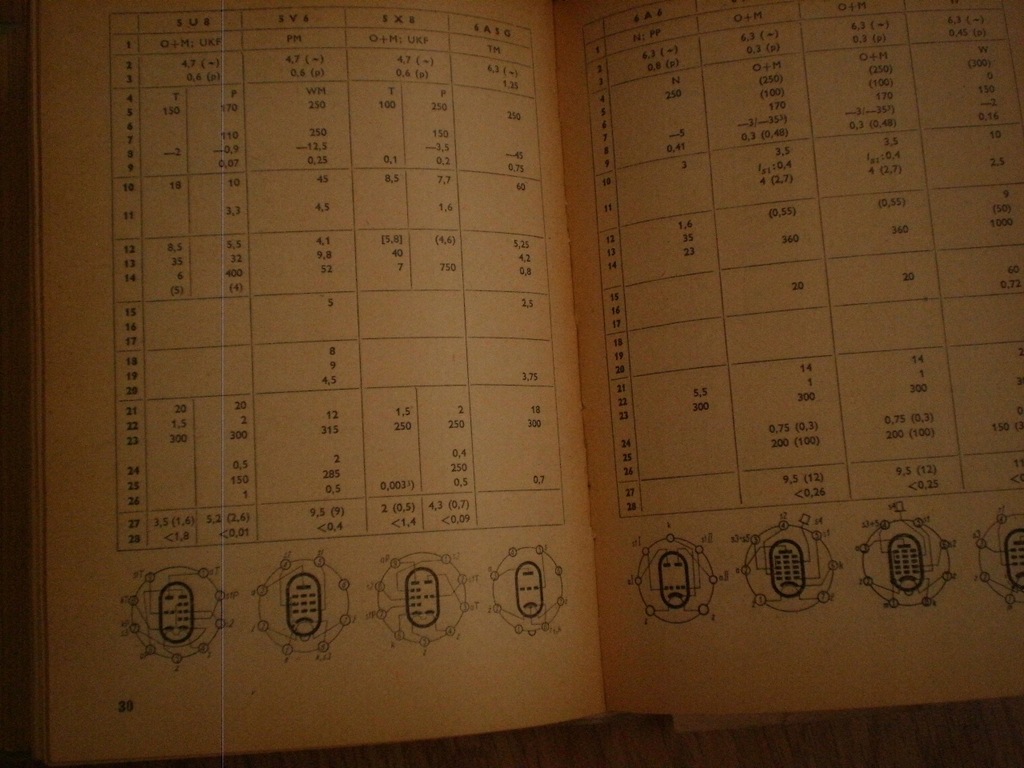 5 U 8 5 V 6 5 X 8 6 A 5 G
1 O+M; UKF PM O+M; UKF TM
2 4,7 (~) 4,7 (~) 4,7 (~) 6,3 (~)
3 0,6 (p) 0,6 (p) 0,6 (p) 1,25
4 T P WM T P
5 150 170 250 100 250 250
6
7 110 250 150
8 —2 —0,9 —12,5 —3,5 —45
9 0,07 0,25 0,1 0,2 0,75
10 18 10 45 8,5 7,7 60
11 3,3 4,5 1,6
12 8,5 5,5 4,1 [5,8] (4,6) 5,25
13 35 32 9,8 40 4,2
14 6 400 52 7 750 0,8
(5) (4)
15 5 2,5
16
17
18 8
19 9
20 4,5 3,75
21 20 20 12 1,5 2 18
22 1,5 2 315 250 250 300
23 300 300
0,5 2 0,4
24 150 285 250
25 1 0,5 0,003¹) 0,5 0,7
26
27 3,5 (1,6) 5,2 (2,6) 9,5 (9) 2 (0,5) 4,3 (0,7)
28 <1,8 <0,01 <0,4 <1,4 <0,09
38
6 A 6
1 N; PP O+M O+M
2 6,3 (~) 6,3 (~) 6,3 (~) 6,3 (~)
3 0,8 (p) 0,3 (p) 0,3 (p) 0,45 (p)
4 N O+M O+M W
5 250 (250) (250) (300)
6 (100) (100) 0
7 170 170 150
8 —5 —3/—35³) —3/—35³) —2
9 0,41 0,3 (0,48) 0,3 (0,48) 0,16
10 3 3,5 3,5 10
4 (2,7) 4 (2,7) 2,5
11 (0,55) (0,55) 9
12 1,6 (50)
13 35 360 360 1000
14 23
15 20 20 60
16 0,72
17
18
19
20
21 14 14
22 5,5 1 1
23 300 300 300
24 0,75 (0,3) 0,75 (0,3)
25 200 (100) 200 (100)
26
27 9,5 (12) 9,5 (12)
28 <0,26 <0,25